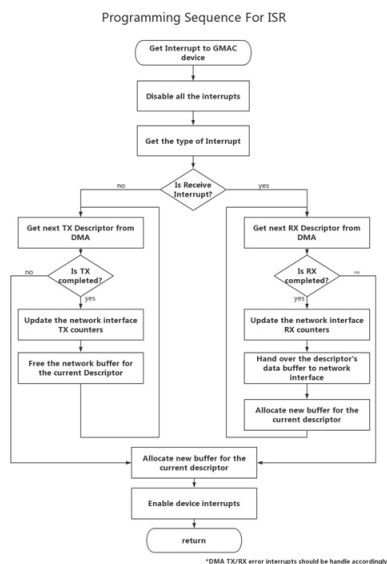 Programming Sequence For ISR
Get Interrupt to GMAC
device
Disable all the interrupts
Get the type of Interrupt
Is Receive
Interrupt?
no
yes
Get next TX Descriptor from
DMA
Get next RX Descriptor from
DMA
no
Is TX
completed?
yes
Is RX
completed?
no
yes
Update the network interface
TX counters
Update the network interface
RX counters
Free the network buffer for
the current Descriptor
Hand over the descriptor's
data buffer to network
interface
Allocate new buffer for the
current descriptor
Allocate new buffer for the
current descriptor
Enable device interrupts
return
*DMA TX/RX error interrupts should be handle accordingly